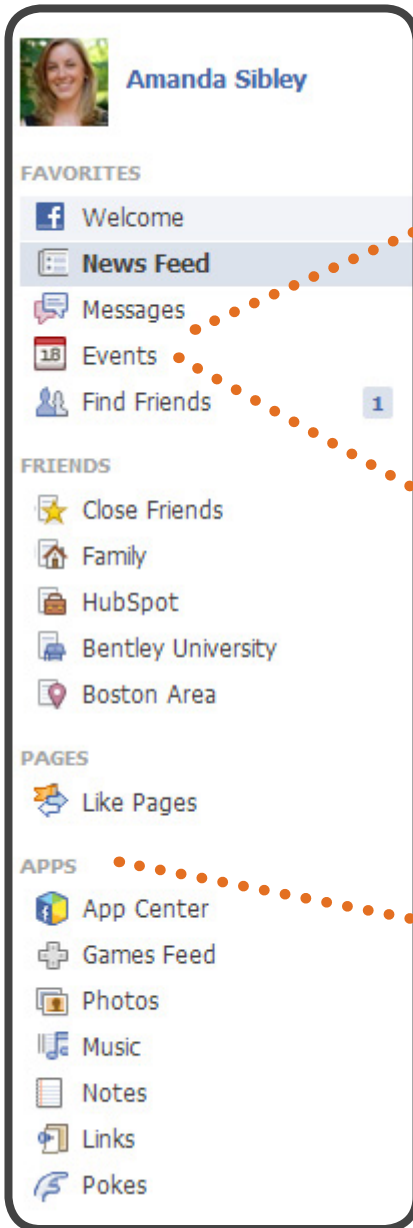 Amanda Sibley
FAVORITES
Welcome
News Feed
Messages
18 Events
Find Friends 1
FRIENDS
Close Friends
Family
HubSpot
Bentley University
Boston Area
PAGES
Like Pages
APPS
App Center
Games Feed
Photos
Music
Notes
Links
Pokes